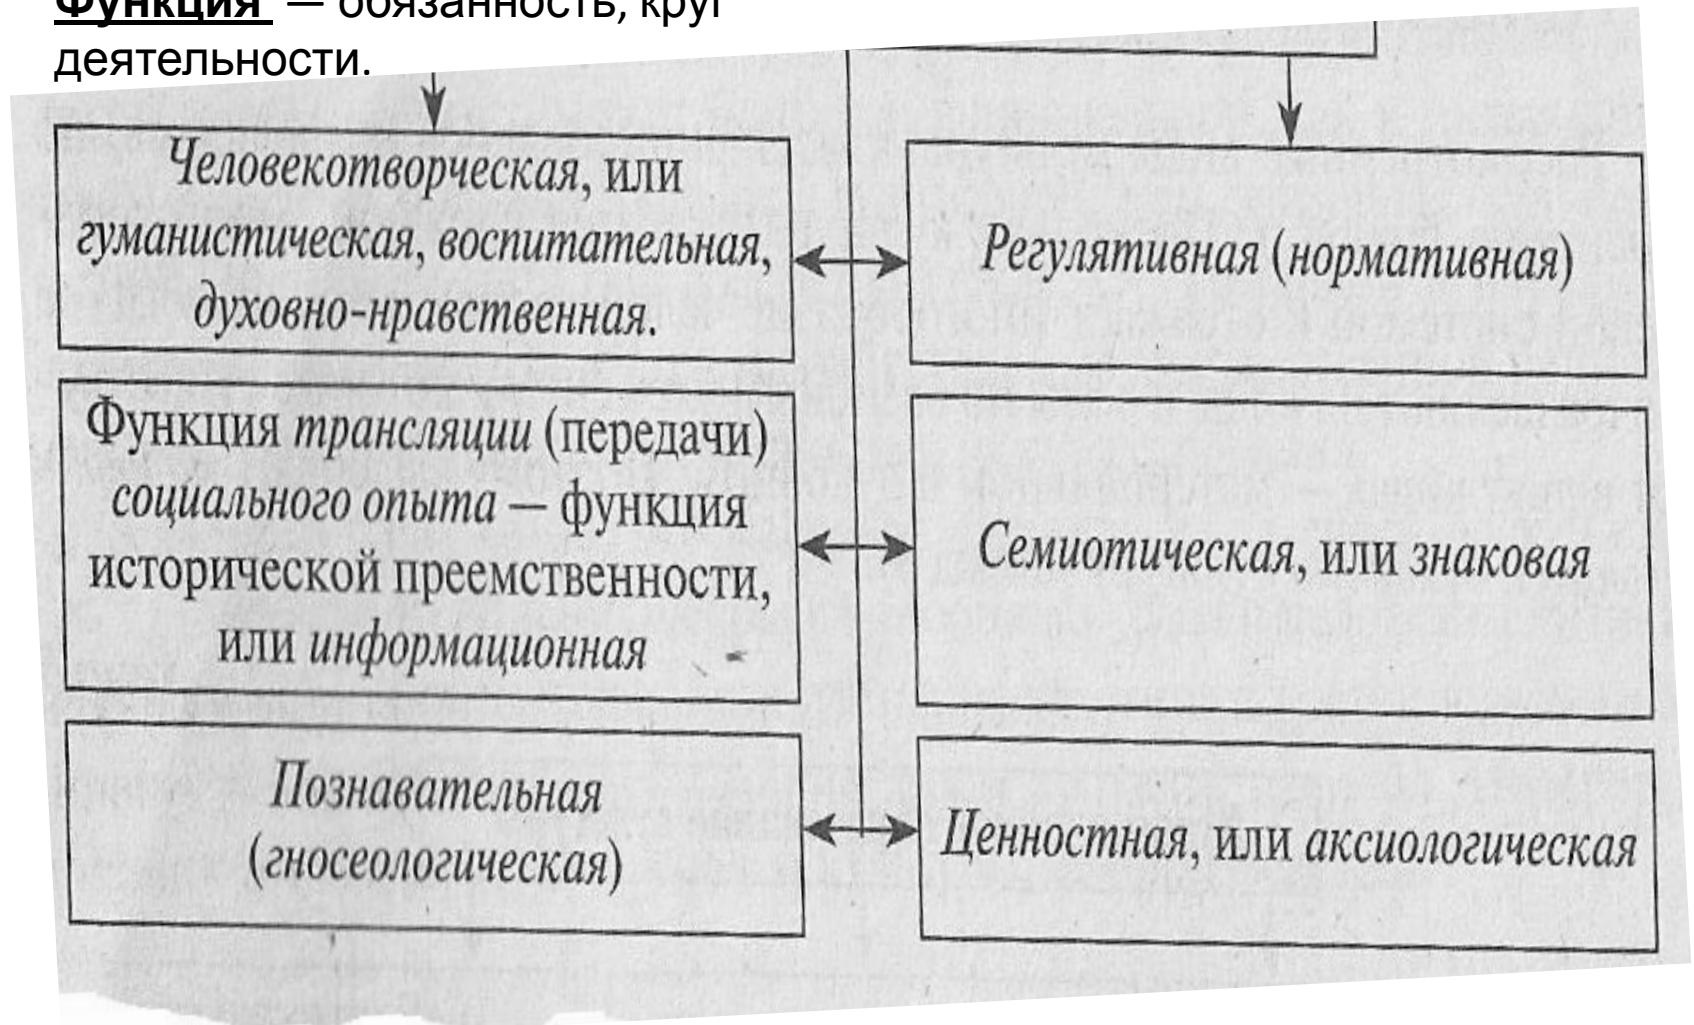 Функция — обязанность, круг
деятельности.
Человекотворческая, или
гуманистическая, воспитательная,
духовно-нравственная.
Регулятивная (нормативная)
Функция трансляции (передачи)
социального опыта — функция
исторической преемственности,
или информационная
Семиотическая, или знаковая
Познавательная
(гносеологическая)
Ценностная, или аксиологическая